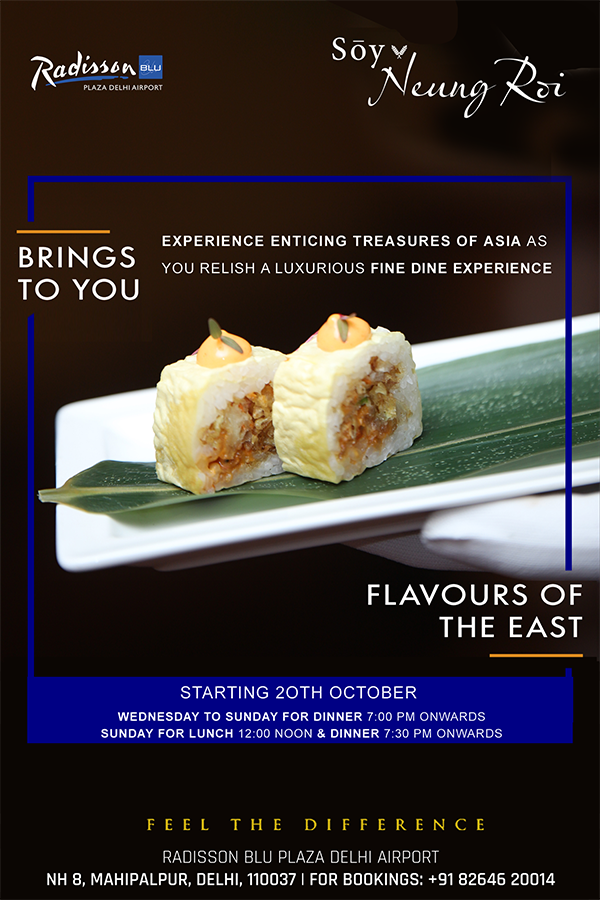 Radisson BLU
PLAZA DELHI AIRPORT
Sōy
Neung Roi
BRINGS
TO YOU
EXPERIENCE ENTICING TREASURES OF ASIA AS
YOU RELISH A LUXURIOUS FINE DINE EXPERIENCE
FLAVOURS OF
THE EAST
STARTING 20TH OCTOBER
WEDNESDAY TO SUNDAY FOR DINNER 7:00 PM ONWARDS
SUNDAY FOR LUNCH 12:00 NOON & DINNER 7:30 PM ONWARDS
FEEL THE DIFFERENCE
RADISSON BLU PLAZA DELHI AIRPORT
NH 8, MAHIPALPUR, DELHI, 110037 | FOR BOOKINGS: +91 82646 20014